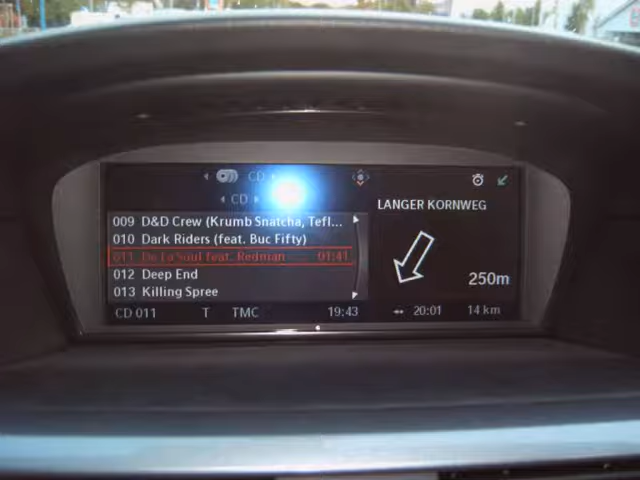 CD
CD
LANGER KORNWEG
009 D&D Crew (Krumb Snatcha, Tefl...
010 Dark Riders (feat. Buc Fifty)
011 De La Soul feat. Redman 01:41
012 Deep End
013 Killing Spree
250m
CD 011 T TMC 19:43 20:01 14 km